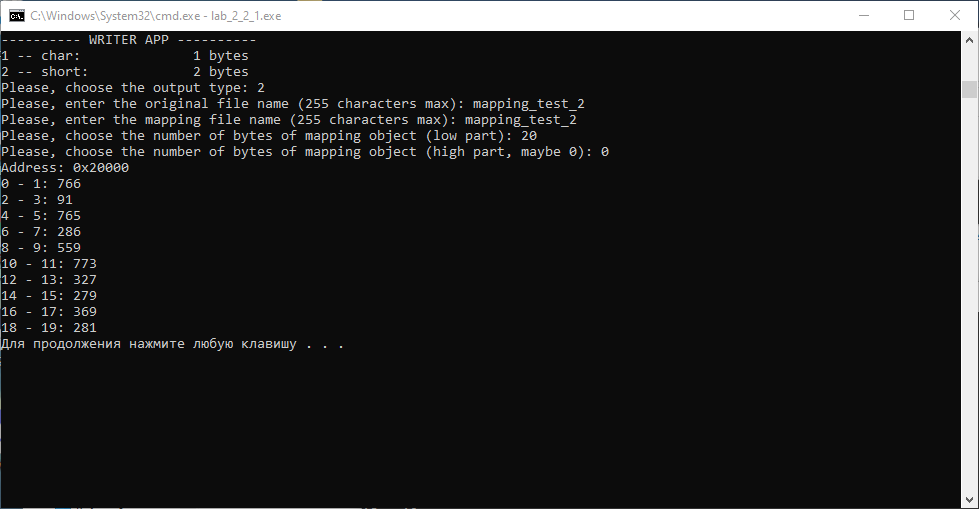 C:\Windows\System32\cmd.exe - lab_2_2_1.exe
---------- WRITER APP ----------
1 -- char:              1 bytes
2 -- short:             2 bytes
Please, choose the output type: 2
Please, enter the original file name (255 characters max): mapping_test_2
Please, enter the mapping file name (255 characters max): mapping_test_2
Please, choose the number of bytes of mapping object (low part): 20
Please, choose the number of bytes of mapping object (high part, maybe 0): 0
Address: 0x20000
0 - 1: 766
2 - 3: 91
4 - 5: 765
6 - 7: 286
8 - 9: 559
10 - 11: 773
12 - 13: 327
14 - 15: 279
16 - 17: 369
18 - 19: 281
Для продолжения нажмите любую клавишу . . .